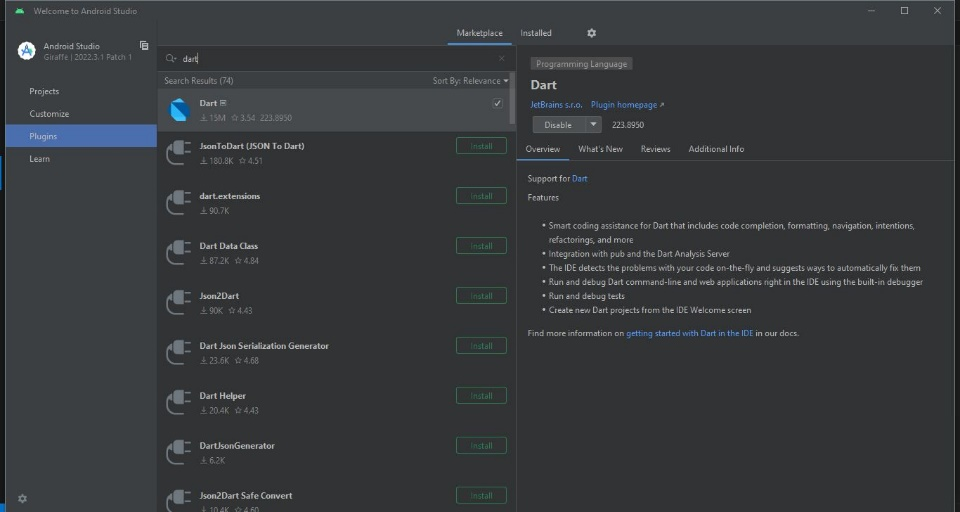 Welcome to Android Studio
Android Studio
Giraffe | 2022.3.1 Patch 1
Projects
Customize
Plugins
Learn
Marketplace
Installed
dart
Search Results (74)
Sort By: Relevance
Dart
15M 3.54 223.8950
JsonToDart (JSON To Dart)
180.8K 4.51
Install
dart.extensions
90.7K
Install
Dart Data Class
87.2K 4.84
Install
Json2Dart
90K 4.43
Install
Dart Json Serialization Generator
23.6K 4.68
Install
Dart Helper
20.4K 4.43
Install
DartJsonGenerator
6.2K
Install
Json2Dart Safe Convert
10.4K 4.60
Install
Programming Language
Dart
JetBrains s.r.o. Plugin homepage
Disable
223.8950
Overview
What's New
Reviews
Additional Info
Support for Dart
Features
Smart coding assistance for Dart that includes code completion, formatting, navigation, intentions,
refactorings, and more
Integration with pub and the Dart Analysis Server
The IDE detects the problems with your code on-the-fly and suggests ways to automatically fix them
Run and debug Dart command-line and web applications right in the IDE using the built-in debugger
Run and debug tests
Create new Dart projects from the IDE Welcome screen
Find more information on getting started with Dart in the IDE in our docs.